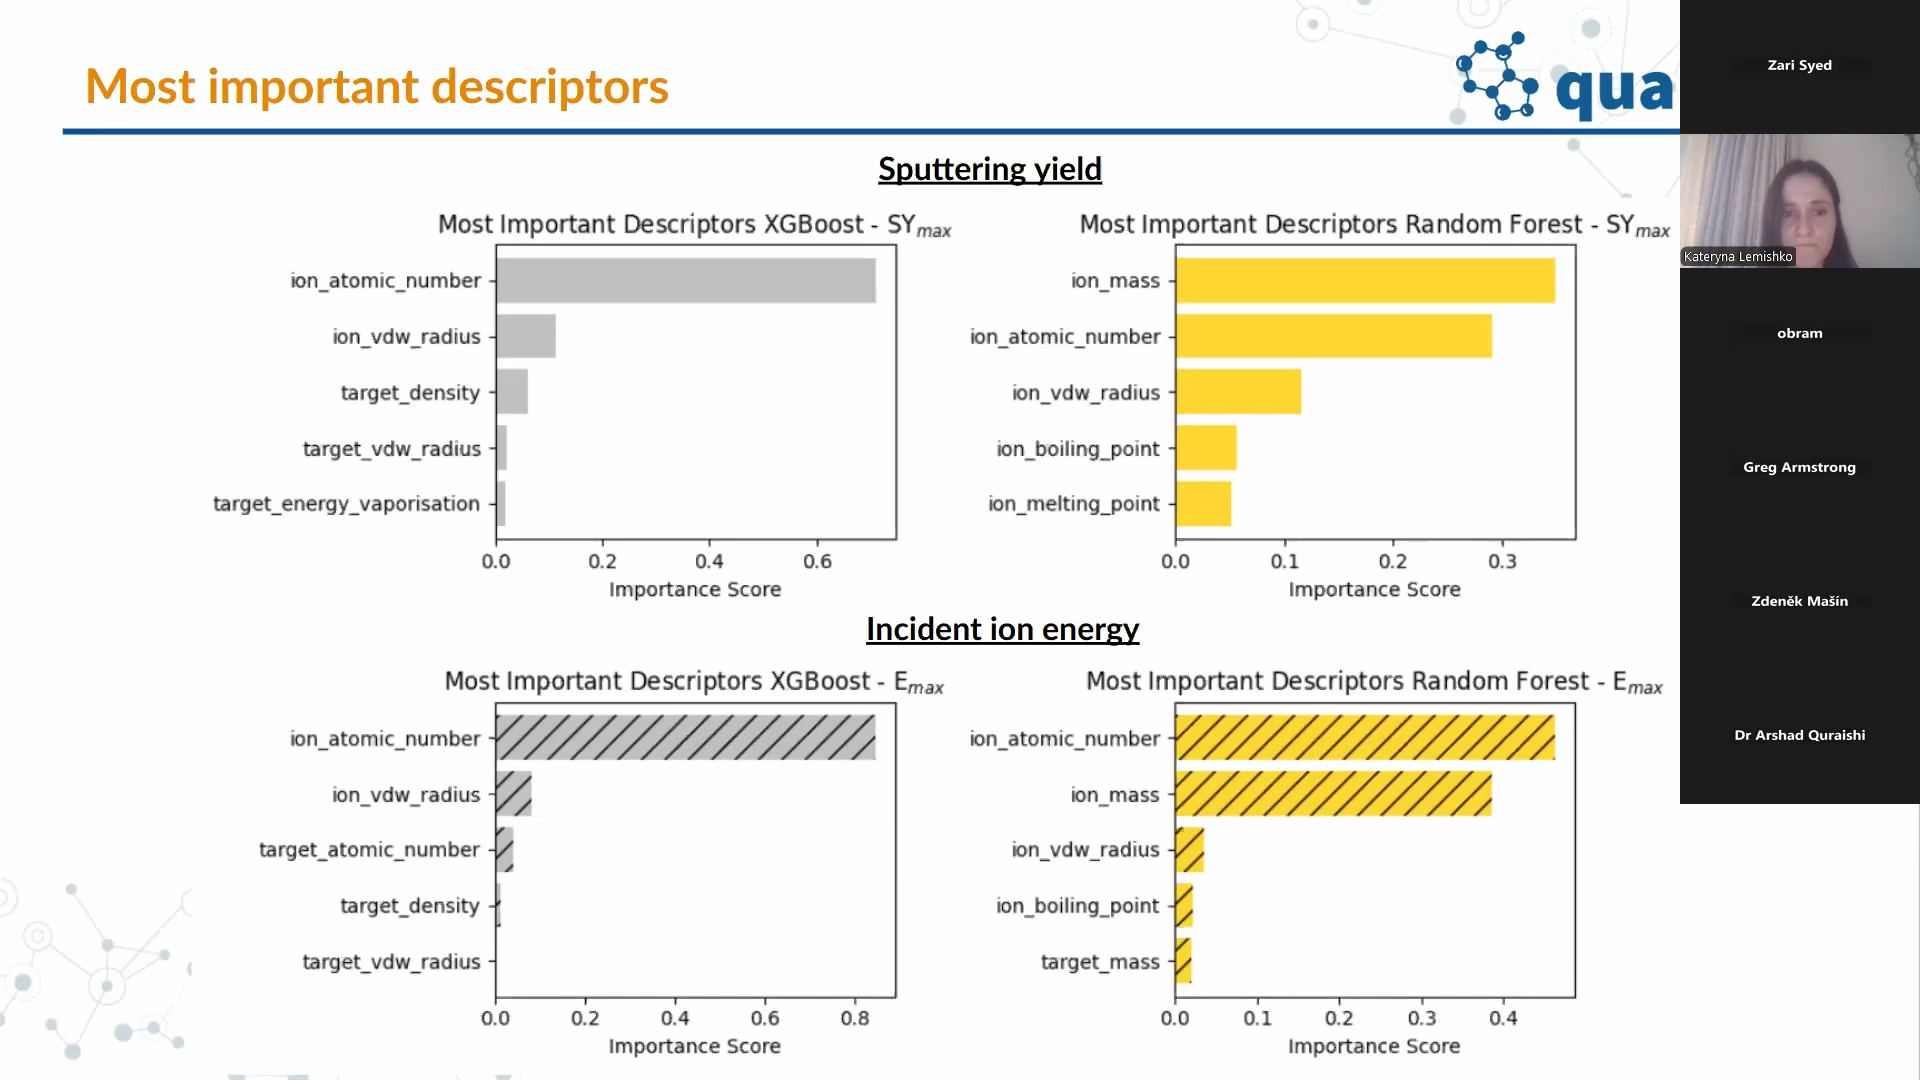 Most important descriptors
qua
Sputtering yield
Most Important Descriptors XGBoost - SYmax
ion_atomic_number
ion_vdw_radius
target_density
target_vdw_radius
target_energy_vaporisation
0.0 0.2 0.4 0.6
Importance Score
Most Important Descriptors Random Forest - SYmax
ion_mass
ion_atomic_number
ion_vdw_radius
ion_boiling_point
ion_melting_point
0.0 0.1 0.2 0.3
Importance Score
Incident ion energy
Most Important Descriptors XGBoost - Emax
ion_atomic_number
ion_vdw_radius
target_atomic_number
target_density
target_vdw_radius
0.0 0.2 0.4 0.6 0.8
Importance Score
Most Important Descriptors Random Forest - Emax
ion_atomic_number
ion_mass
ion_vdw_radius
ion_boiling_point
target_mass
0.0 0.1 0.2 0.3 0.4
Importance Score
Zari Syed
Kateryna Lemishko
obram
Greg Armstrong
Zdeněk Mašín
Dr Arshad Quraishi